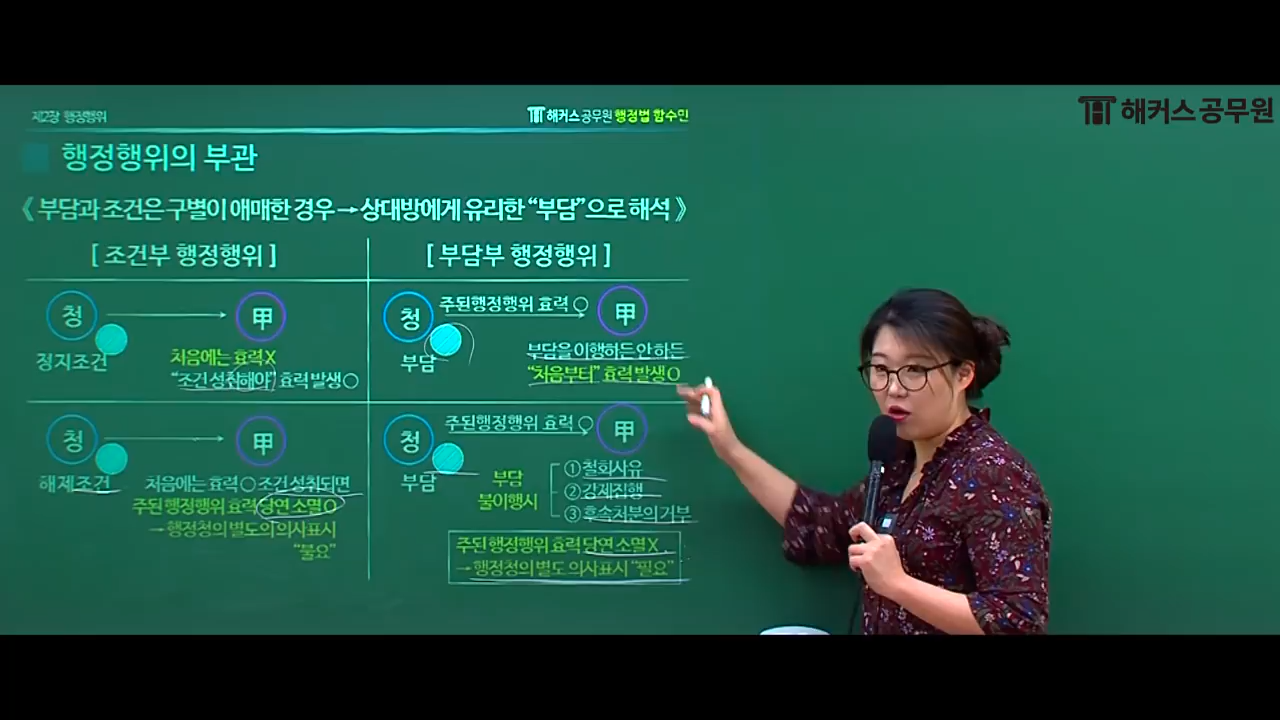 제2장 행정행위
해커스공무원 행정법 함수민
해커스공무원
행정행위의 부관
《 부담과 조건은 구별이 애매한 경우→상대방에게 유리한 “부담”으로 해석 》
[ 조건부 행정행위 ]
[ 부담부 행정행위 ]
청
甲
정지조건
처음에는 효력X
“조건 성취해야” 효력 발생○
청
주된행정행위 효력 ○
甲
부담
부담을 이행하든 안 하든
“처음부터” 효력 발생○
청
甲
해제조건
처음에는 효력 ○ 조건 성취되면
주된 행정행위 효력 당연 소멸○
→ 행정청의 별도의 의사표시
“불요”
청
주된행정행위 효력 ○
甲
부담
부담
불이행시
①철회사유
②강제집행
③후속처분의 거부
주된 행정행위 효력 당연 소멸X
→ 행정청의 별도 의사표시 “필요”